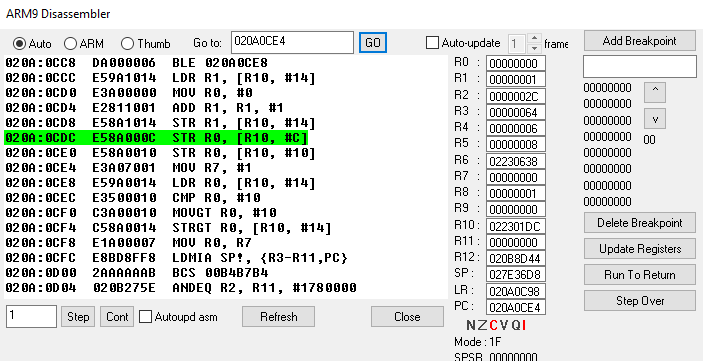 ARM9 Disassembler
Auto ARM Thumb Go to: 020A0CE4 GO Auto-update 1 frame Add Breakpoint
020A:0CC8 DA000006 BLE 020A0CE8
020A:0CCC E59A1014 LDR R1, [R10, #14]
020A:0CD0 E3A00000 MOV R0, #0
020A:0CD4 E2811001 ADD R1, R1, #1
020A:0CD8 E58A1014 STR R1, [R10, #14]
020A:0CDC E58A000C STR R0, [R10, #C]
020A:0CE0 E58A0010 STR R0, [R10, #10]
020A:0CE4 E3A07001 MOV R7, #1
020A:0CE8 E59A0014 LDR R0, [R10, #14]
020A:0CEC E3500010 CMP R0, #10
020A:0CF0 C3A00010 MOVGT R0, #10
020A:0CF4 C58A0014 STRGT R0, [R10, #14]
020A:0CF8 E1A00007 MOV R0, R7
020A:0CFC E8BD8FF8 LDMIA SP!, {R3-R11,PC}
020A:0D00 2AAAAAAB BCS 00B4B7B4
020A:0D04 020B275E ANDEQ R2, R11, #1780000
R0 : 00000000
R1 : 00000001
R2 : 0000002C
R3 : 00000064
R4 : 00000006
R5 : 00000008
R6 : 02230638
R7 : 00000000
R8 : 00000001
R9 : 00000000
R10: 022301DC
R11: 00000000
R12: 020B8D44
SP : 027E36D8
LR : 020A0C98
PC : 020A0CE4
NZCVQI
Mode : 1F
SPSR 00000000
00000000 ^
00000000
00000000 v
00000000
00000000 00
00000000
00000000
00000000
Delete Breakpoint
Update Registers
Run To Return
Step Over
1 Step Cont Autoupd asm Refresh Close